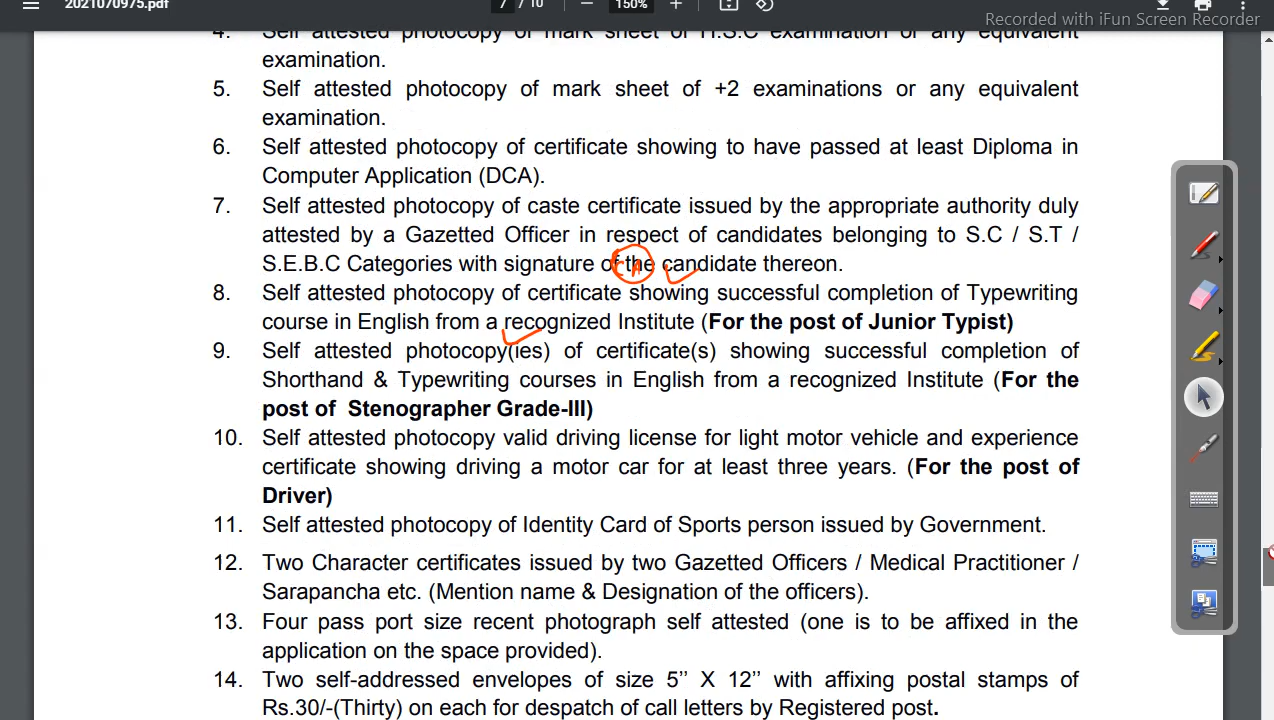 2021070975.pdf
7 / 10
150%
Recorded with iFun Screen Recorder
4. Self attested photocopy of mark sheet of H.S.C examination or any equivalent
examination.
5. Self attested photocopy of mark sheet of +2 examinations or any equivalent
examination.
6. Self attested photocopy of certificate showing to have passed at least Diploma in
Computer Application (DCA).
7. Self attested photocopy of caste certificate issued by the appropriate authority duly
attested by a Gazetted Officer in respect of candidates belonging to S.C / S.T /
S.E.B.C Categories with signature of the candidate thereon.
8. Self attested photocopy of certificate showing successful completion of Typewriting
course in English from a recognized Institute (For the post of Junior Typist)
9. Self attested photocopy(ies) of certificate(s) showing successful completion of
Shorthand & Typewriting courses in English from a recognized Institute (For the
post of Stenographer Grade-III)
10. Self attested photocopy valid driving license for light motor vehicle and experience
certificate showing driving a motor car for at least three years. (For the post of
Driver)
11. Self attested photocopy of Identity Card of Sports person issued by Government.
12. Two Character certificates issued by two Gazetted Officers / Medical Practitioner /
Sarapancha etc. (Mention name & Designation of the officers).
13. Four pass port size recent photograph self attested (one is to be affixed in the
application on the space provided).
14. Two self-addressed envelopes of size 5’’ X 12’’ with affixing postal stamps of
Rs.30/-(Thirty) on each for despatch of call letters by Registered post.